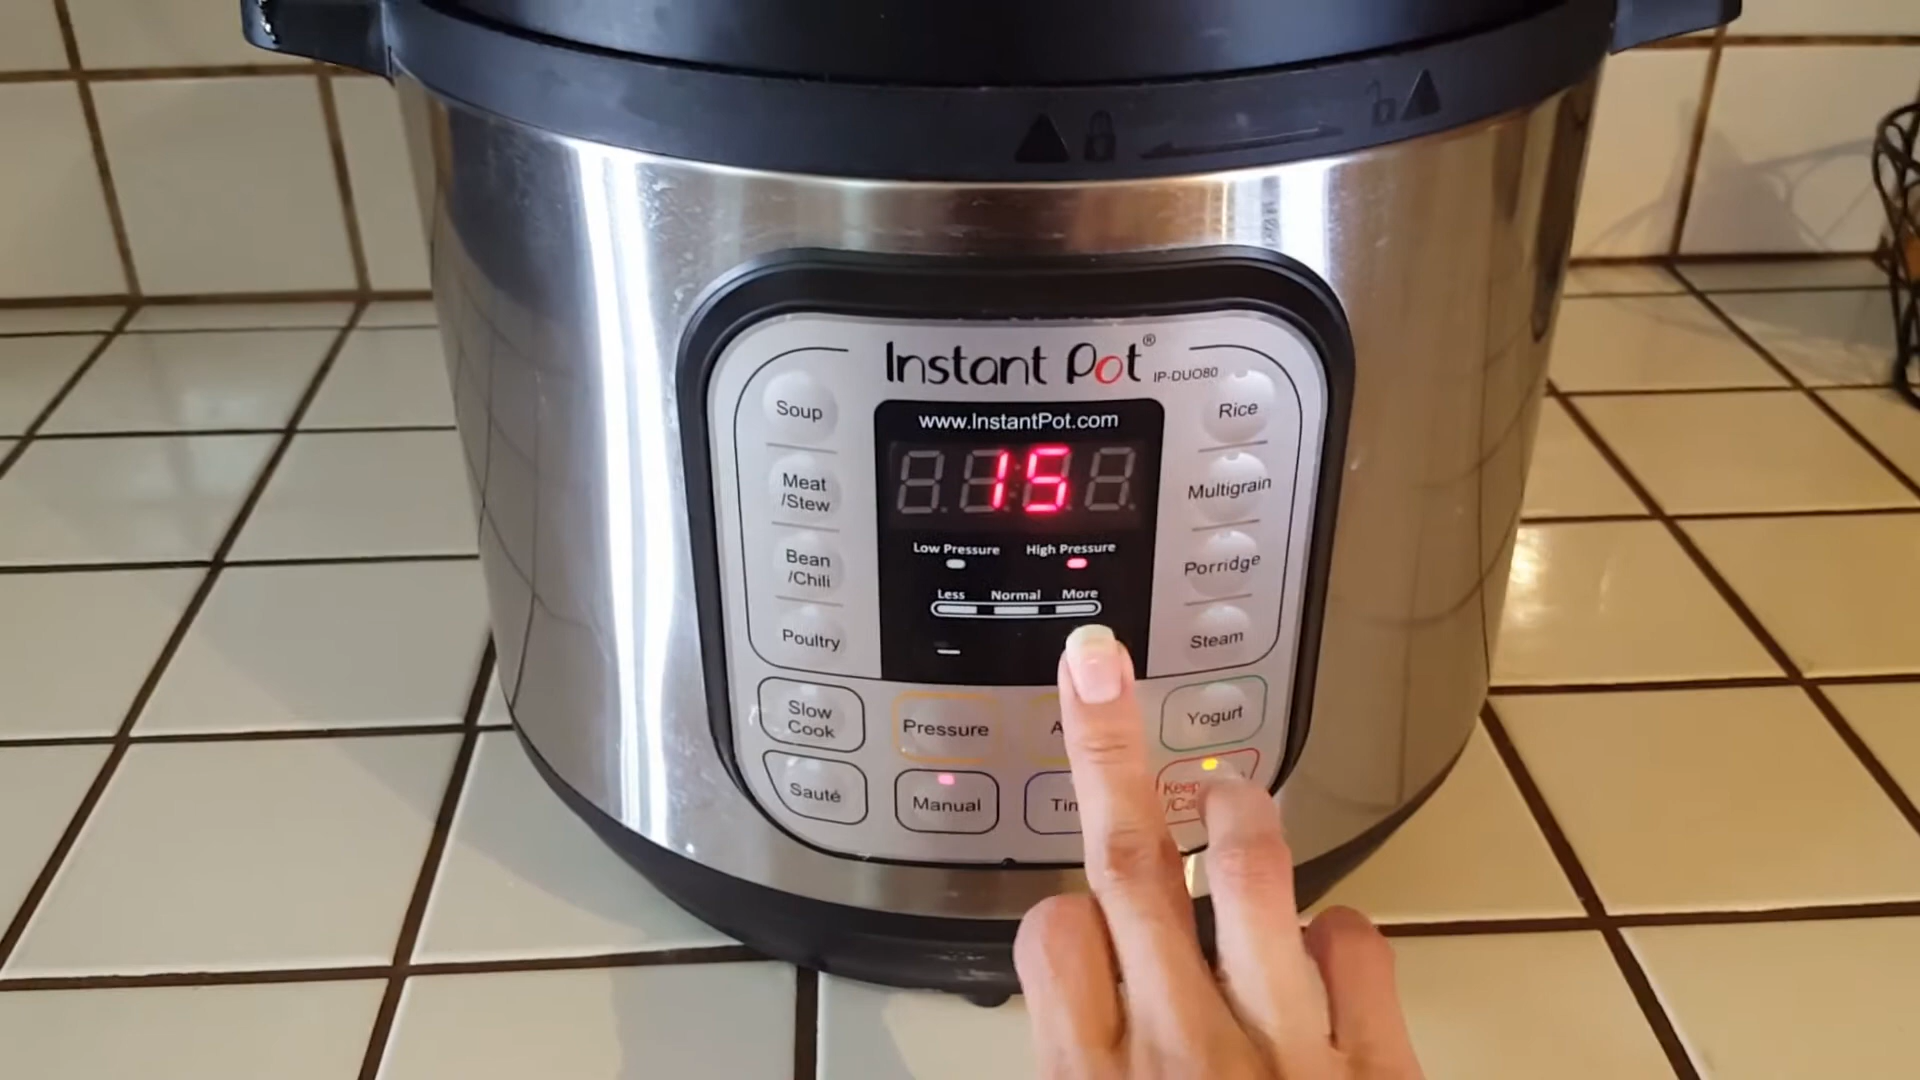 Instant Pot®
IP-DUO80
www.InstantPot.com
15
Low Pressure
High Pressure
Less
Normal
More
Soup
Meat
/Stew
Bean
/Chili
Poultry
Rice
Multigrain
Porridge
Steam
Slow
Cook
Pressure
Yogurt
Sauté
Manual